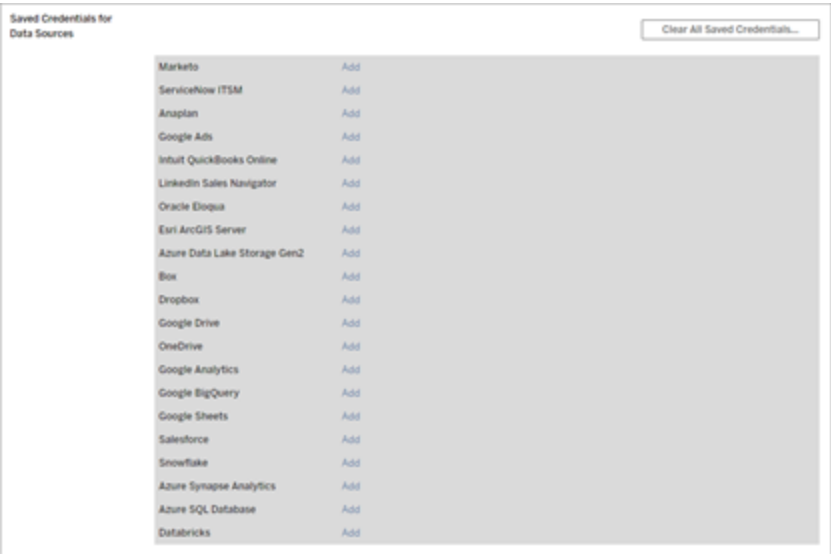 Saved Credentials for
Data Sources
Clear All Saved Credentials...
Marketo Add
ServiceNow ITSM Add
Anaplan Add
Google Ads Add
Intuit QuickBooks Online Add
LinkedIn Sales Navigator Add
Oracle Eloqua Add
Esri ArcGIS Server Add
Azure Data Lake Storage Gen2 Add
Box Add
Dropbox Add
Google Drive Add
OneDrive Add
Google Analytics Add
Google BigQuery Add
Google Sheets Add
Salesforce Add
Snowflake Add
Azure Synapse Analytics Add
Azure SQL Database Add
Databricks Add